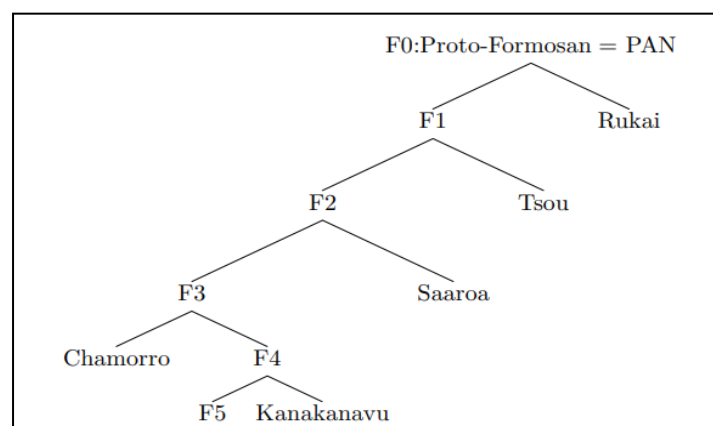 F0:Proto-Formosan = PAN
F1 Rukai
F2 Tsou
F3 Saaroa
Chamorro F4
F5 Kanakanavu